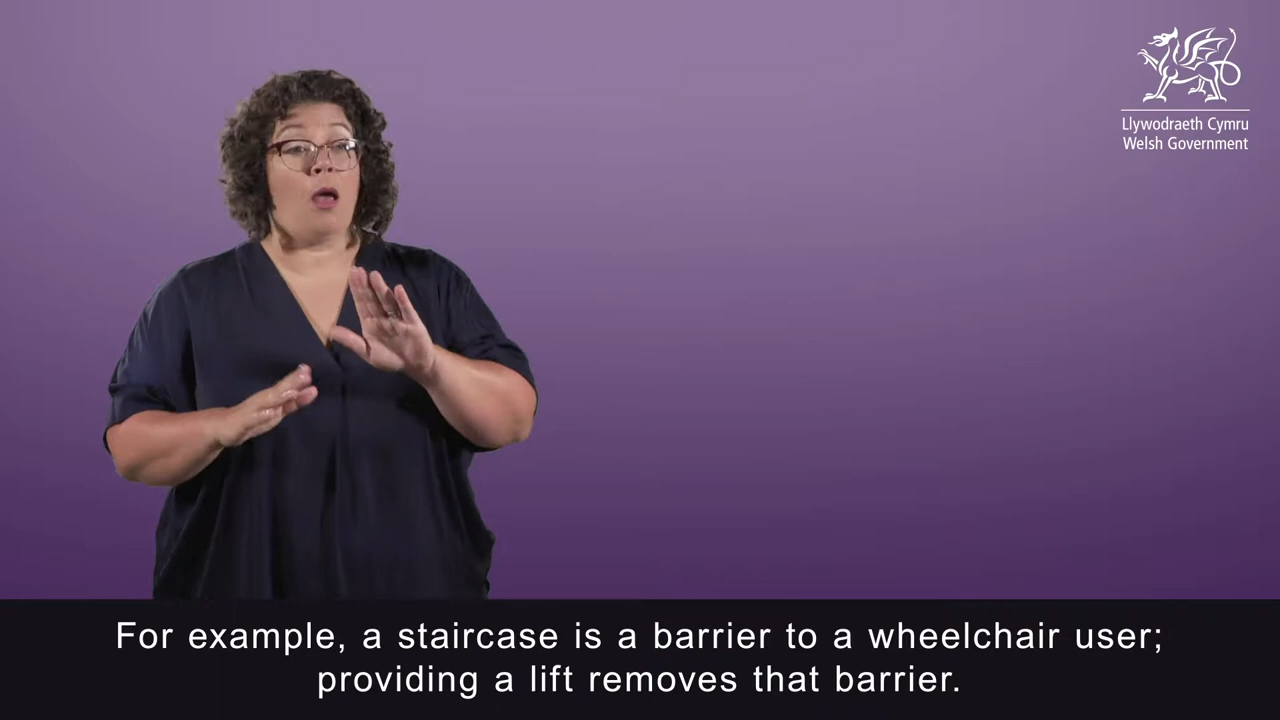 Llywodraeth Cymru
Welsh Government
For example, a staircase is a barrier to a wheelchair user;
providing a lift removes that barrier.